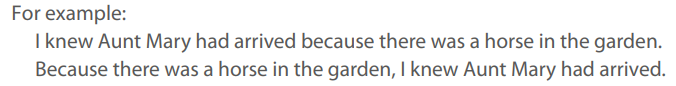 For example:
I knew Aunt Mary had arrived because there was a horse in the garden.
Because there was a horse in the garden, I knew Aunt Mary had arrived.